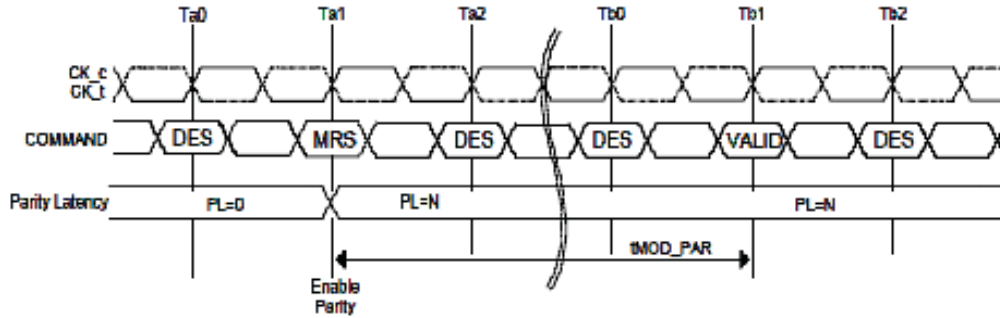 Ta0 Ta1 Ta2 Tb0 Tb1 Tb2
CK_c
CK_t
COMMAND DES MRS DES DES VALID DES
Parity Latency PL=0 PL=N PL=N
tMOD_PAR
Enable
Parity